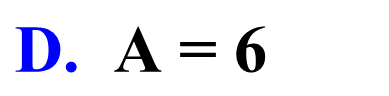 D. A = 6